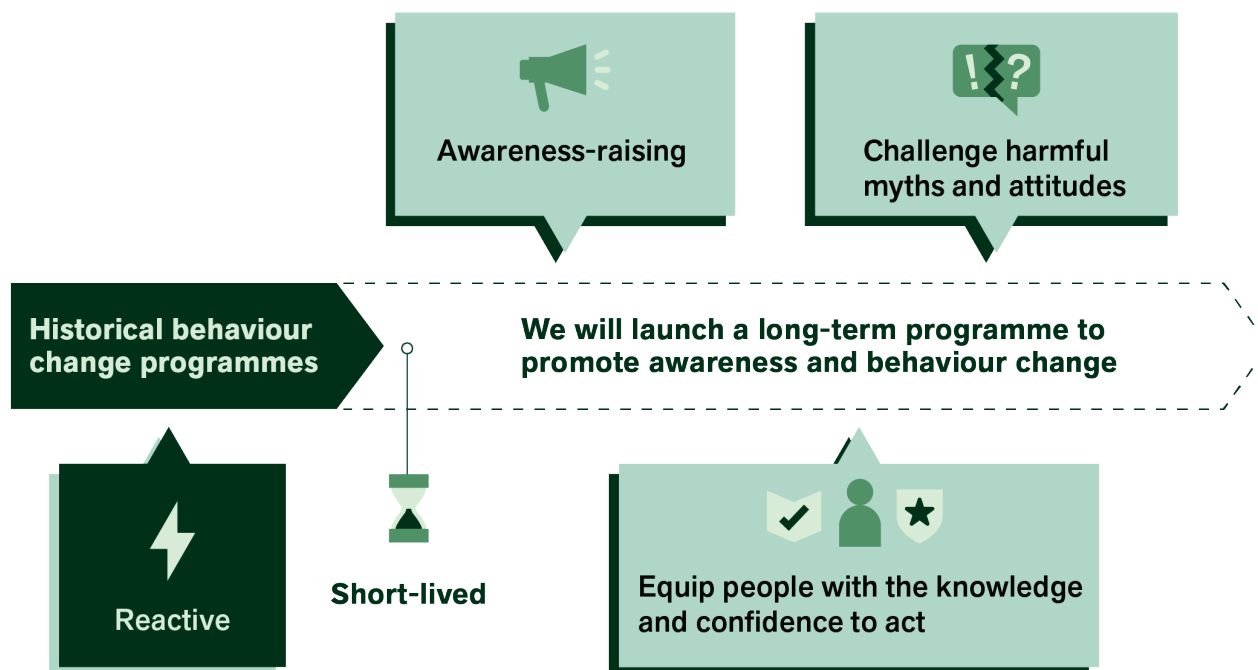 Awareness-raising
! ?
Challenge harmful
myths and attitudes
Historical behaviour
change programmes
We will launch a long-term programme to
promote awareness and behaviour change
Reactive
Short-lived
Equip people with the knowledge
and confidence to act